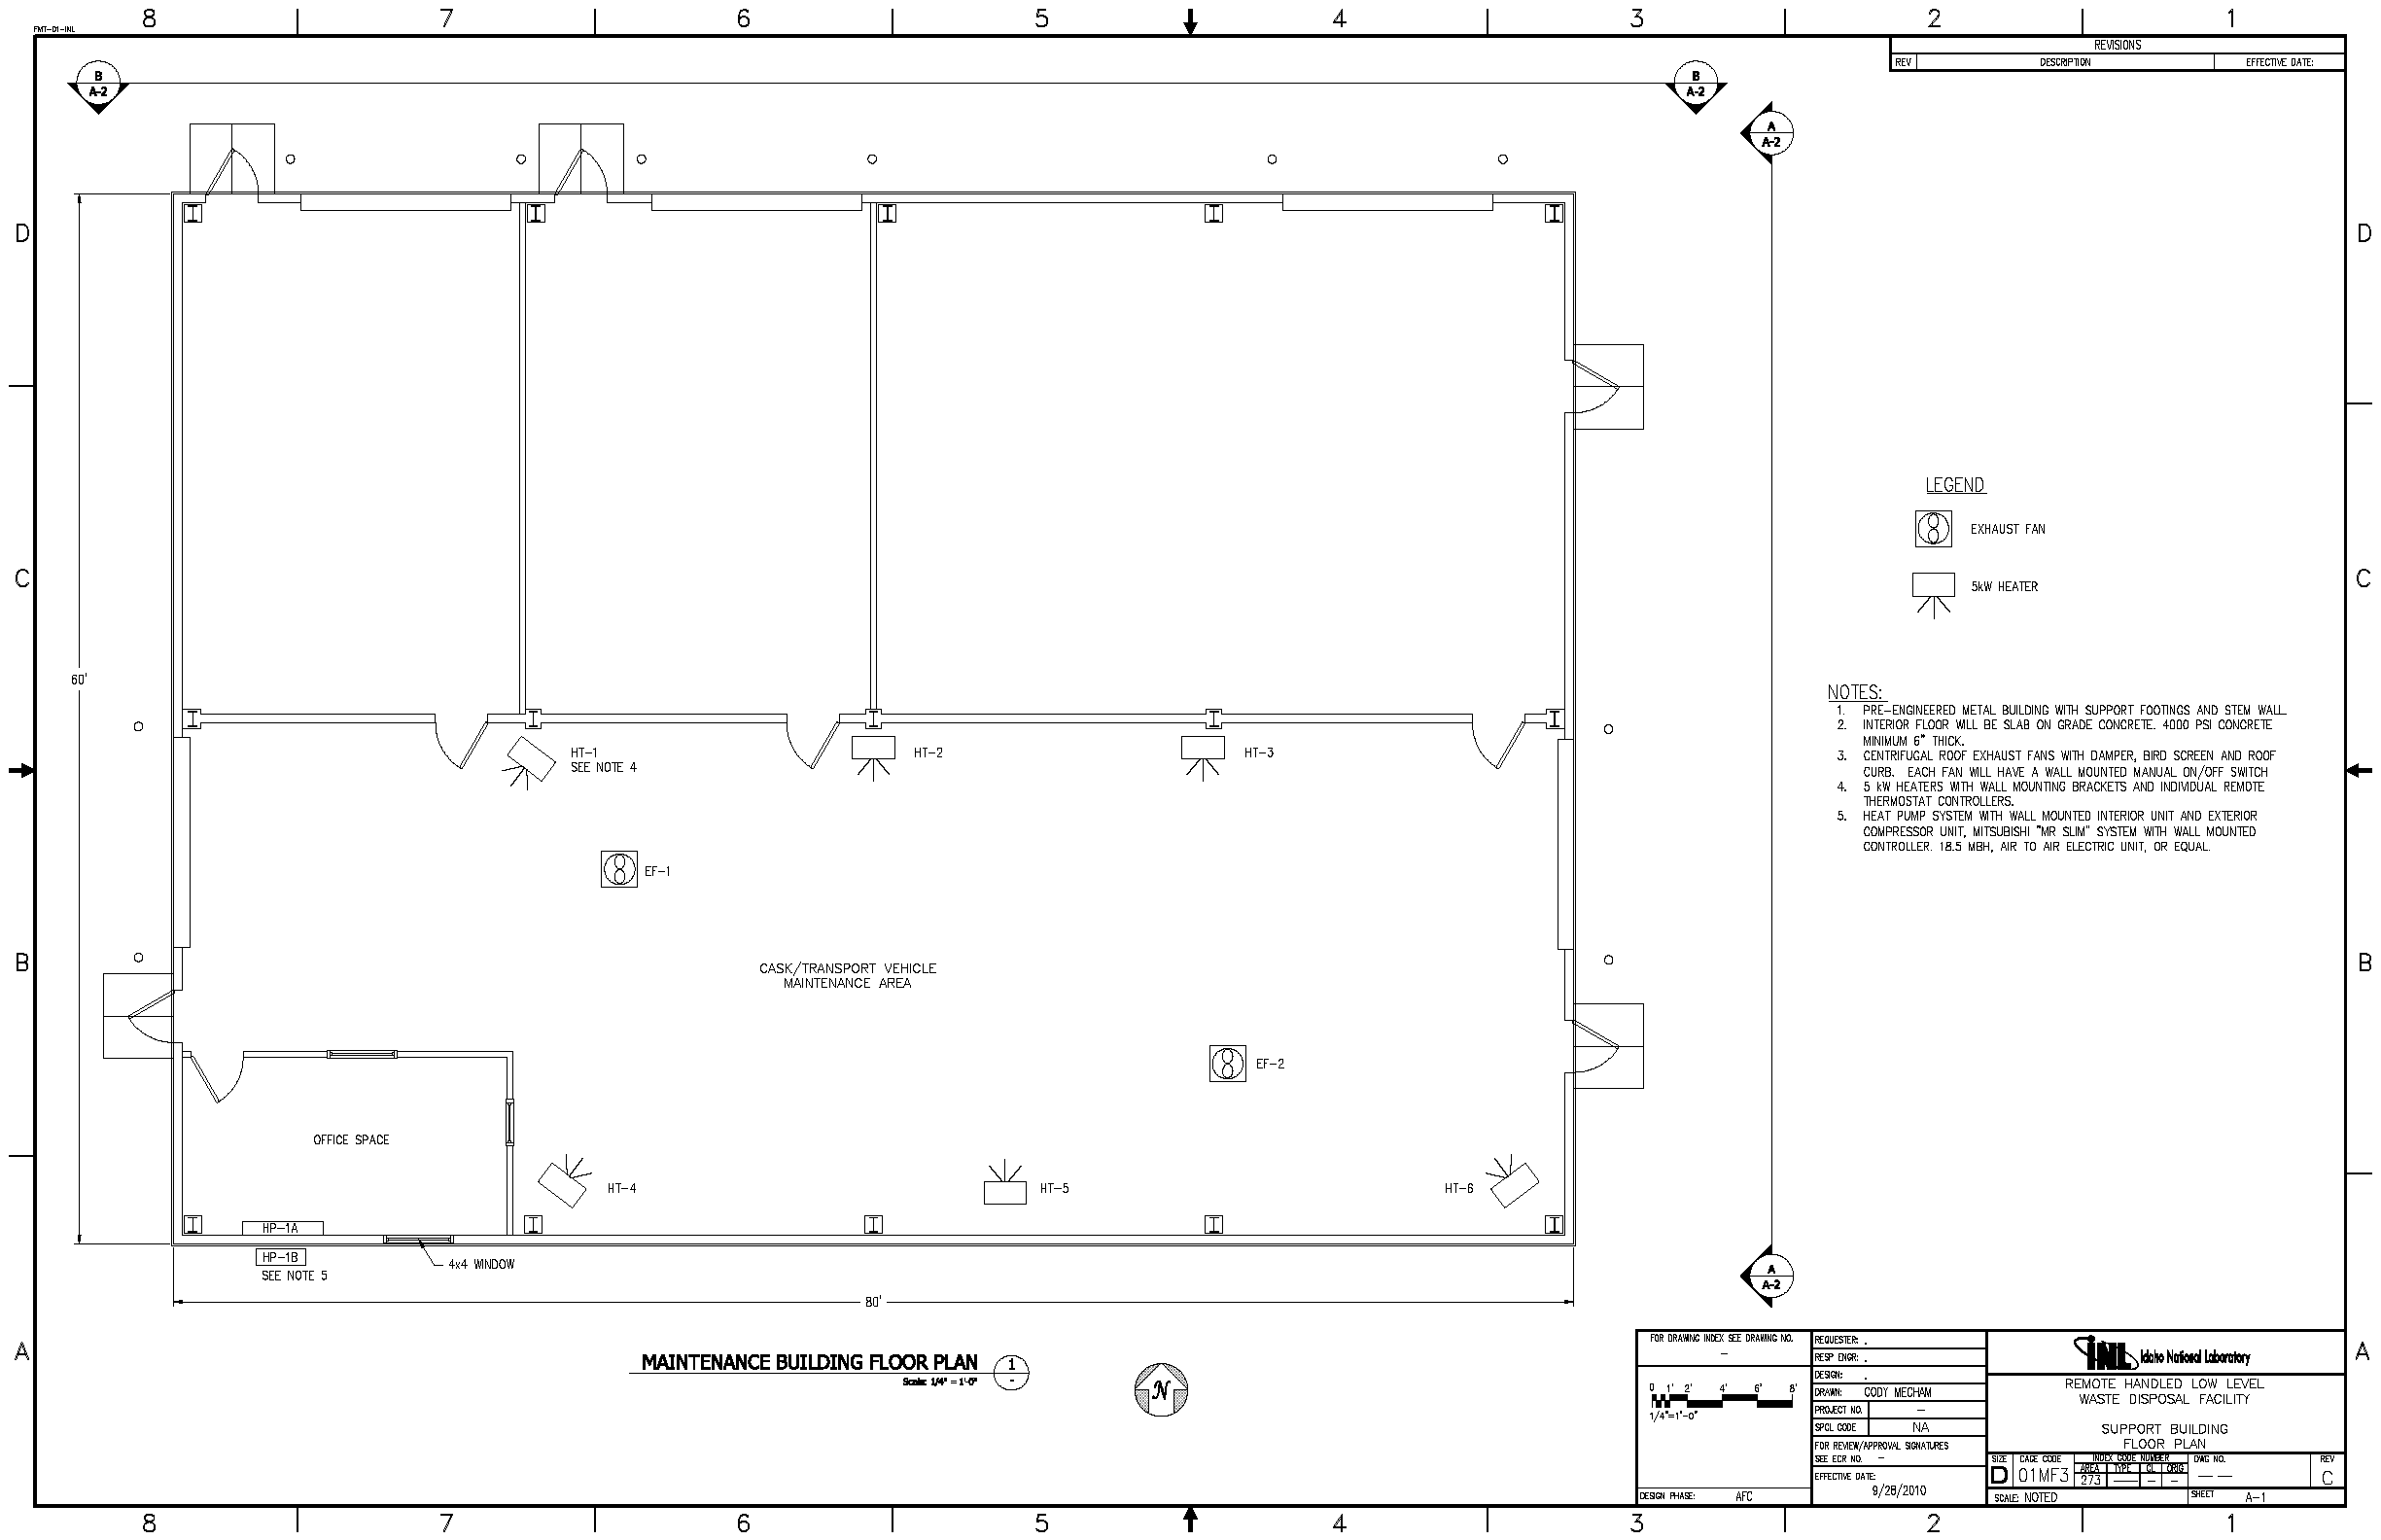 8 7 6 5 4 3 2 1
FMT-D1-INL
REVISIONS
REV DESCRIPTION EFFECTIVE DATE:
B
A-2
B
A-2
A
A-2
D
D
LEGEND
EXHAUST FAN
C
C
5kW HEATER
60'
NOTES:
1. PRE-ENGINEERED METAL BUILDING WITH SUPPORT FOOTINGS AND STEM WALL
2. INTERIOR FLOOR WILL BE SLAB ON GRADE CONCRETE. 4000 PSI CONCRETE
MINIMUM 6" THICK.
3. CENTRIFUGAL ROOF EXHAUST FANS WITH DAMPER, BIRD SCREEN AND ROOF
CURB. EACH FAN WILL HAVE A WALL MOUNTED MANUAL ON/OFF SWITCH
4. 5 kW HEATERS WITH WALL MOUNTING BRACKETS AND INDIVIDUAL REMOTE
THERMOSTAT CONTROLLERS.
5. HEAT PUMP SYSTEM WITH WALL MOUNTED INTERIOR UNIT AND EXTERIOR
COMPRESSOR UNIT, MITSUBISHI "MR SLIM" SYSTEM WITH WALL MOUNTED
CONTROLLER. 18.5 MBH, AIR TO AIR ELECTRIC UNIT, OR EQUAL.
HT-1
SEE NOTE 4
HT-2
HT-3
EF-1
B
B
CASK/TRANSPORT VEHICLE
MAINTENANCE AREA
EF-2
OFFICE SPACE
HT-4
HT-5
HT-6
HP-1A
HP-1B
SEE NOTE 5
4x4 WINDOW
A
A-2
80'
A
A
MAINTENANCE BUILDING FLOOR PLAN
Scale: 1/4" = 1'-0"
1
-
N
FOR DRAWING INDEX SEE DRAWING NO.
-
0 1' 2' 4' 6' 8'
1/4"=1'-0"
DESIGN PHASE: AFC
REQUESTER: .
RESP ENGR: .
DESIGN: .
DRAWN: CODY MECHAM
PROJECT NO. -
SPCL CODE NA
FOR REVIEW/APPROVAL SIGNATURES
SEE ECR NO. -
EFFECTIVE DATE:
9/28/2010
INL Idaho National Laboratory
REMOTE HANDLED LOW LEVEL
WASTE DISPOSAL FACILITY
SUPPORT BUILDING
FLOOR PLAN
SIZE CAGE CODE INDEX CODE NUMBER DWG NO. REV
AREA TYPE CL ORIG
D 01MF3 273 — - - — — C
SCALE: NOTED SHEET A-1
8 7 6 5 4 3 2 1